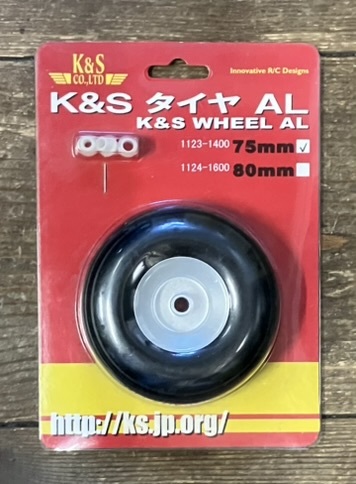 K&S
CO.,LTD
Innovative R/C Designs
K&S タイヤ AL
K&S WHEEL AL
1123-1400 75mm ✓
1124-1600 80mm
http://ks.jp.org/